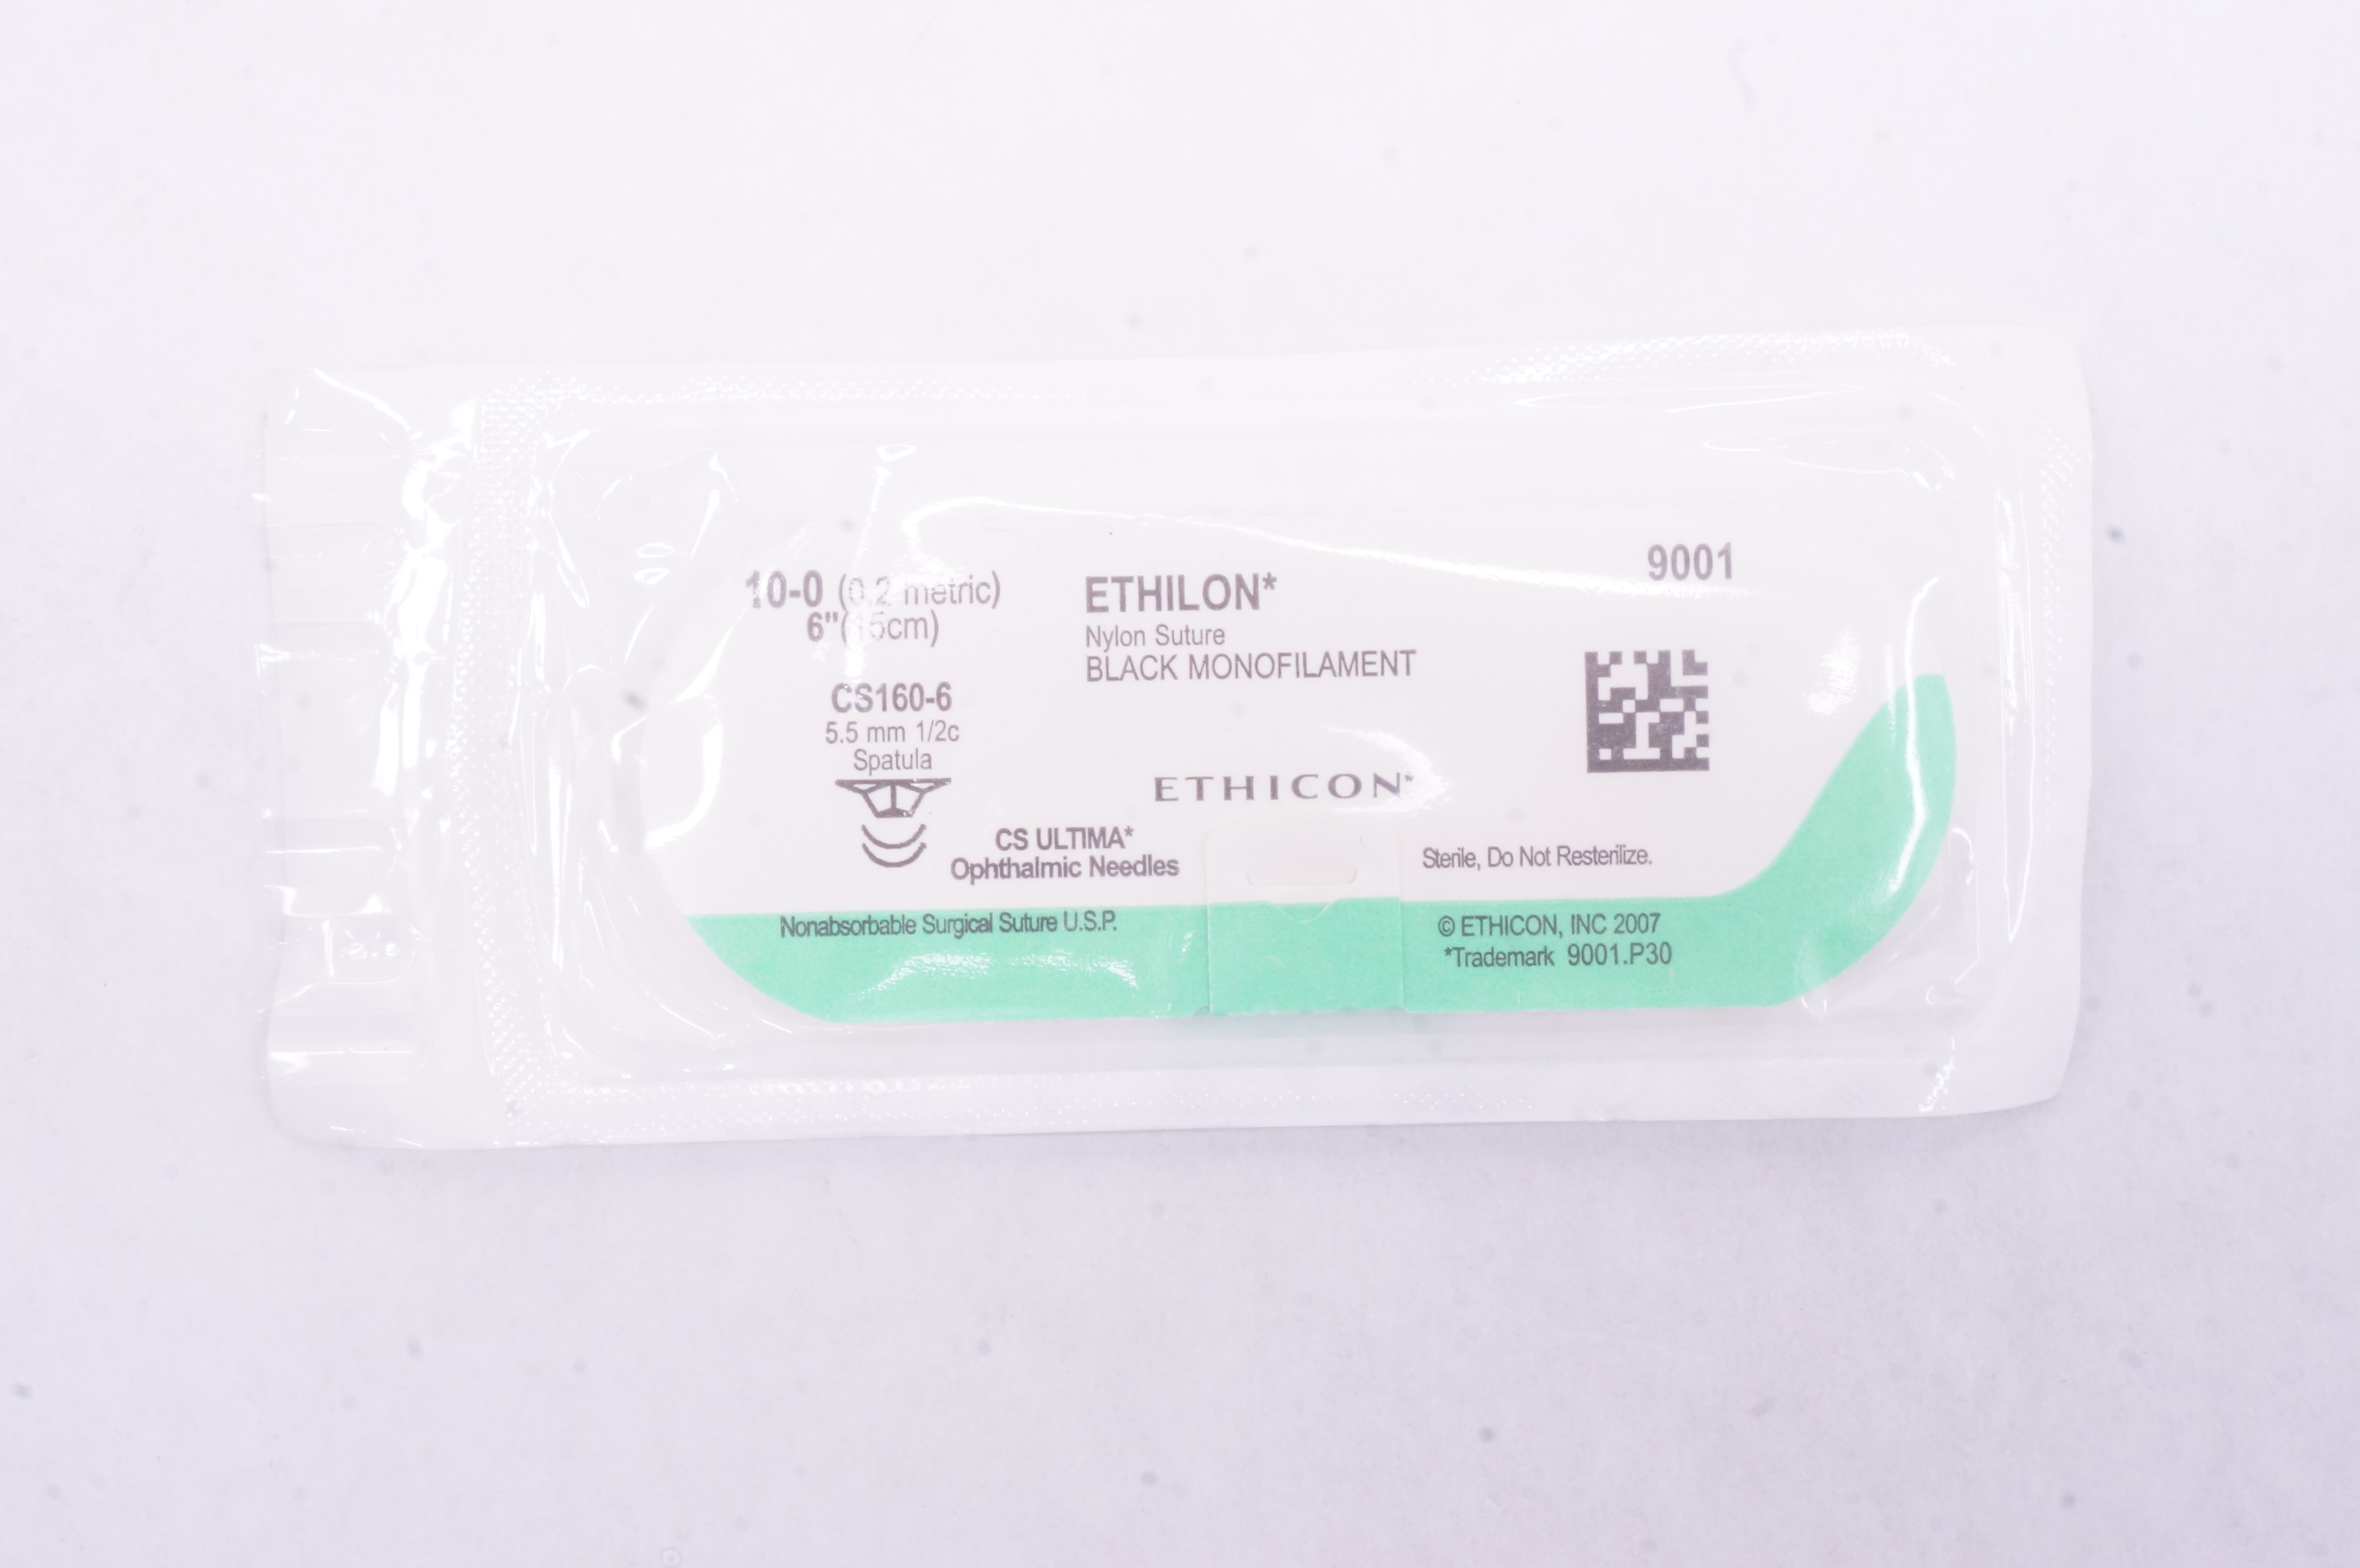 9001
10-0 (0.2 metric)
6"(15cm)
ETHILON*
Nylon Suture
BLACK MONOFILAMENT
CS160-6
5.5 mm 1/2c
Spatula
ETHICON*
CS ULTIMA*
Ophthalmic Needles
Sterile, Do Not Resterilize.
Nonabsorbable Surgical Suture U.S.P.
© ETHICON, INC 2007
*Trademark 9001.P30